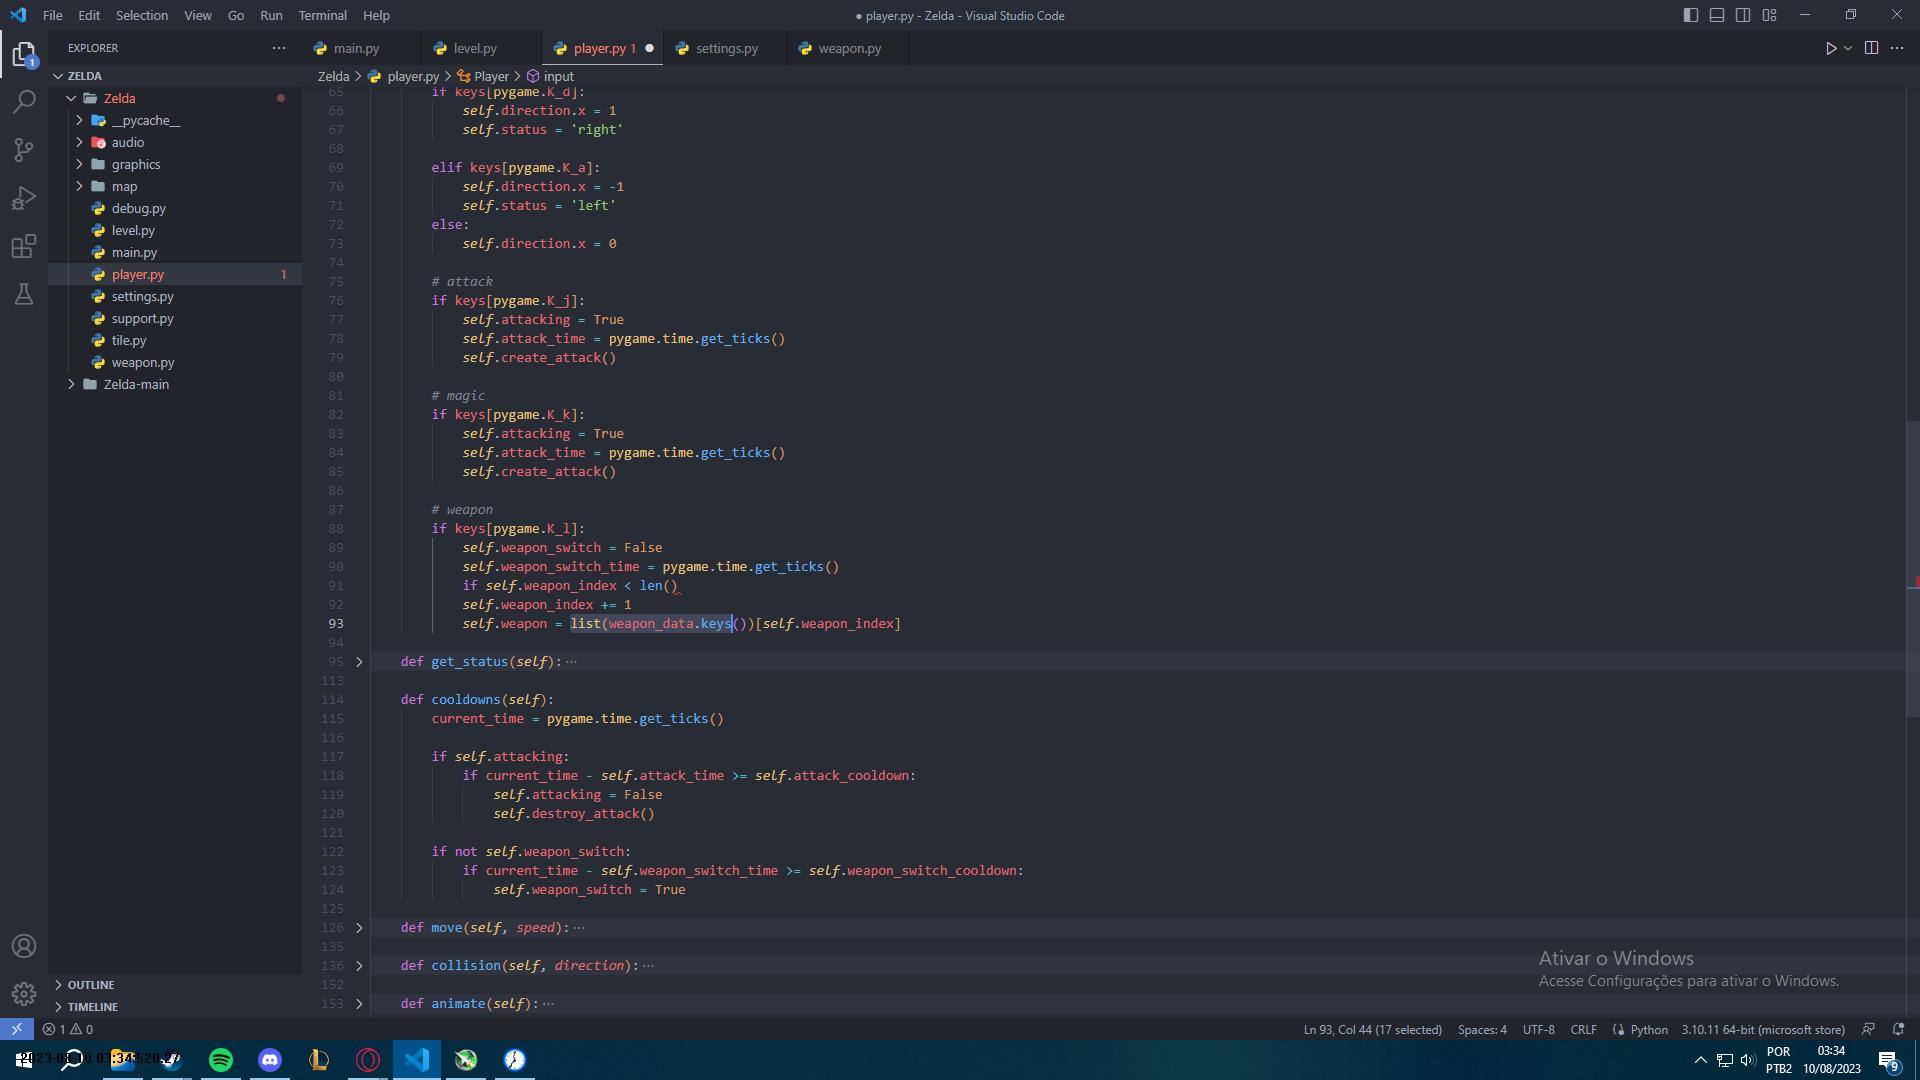 File Edit Selection View Go Run Terminal Help
● player.py - Zelda - Visual Studio Code
EXPLORER ...
main.py
level.py
player.py 1
settings.py
weapon.py
1
ZELDA
Zelda > player.py > Player > input
Zelda
__pycache__
audio
graphics
map
debug.py
level.py
main.py
player.py 1
settings.py
support.py
tile.py
weapon.py
Zelda-main
65 if keys[pygame.K_d]:
66 self.direction.x = 1
67 self.status = 'right'
68
69 elif keys[pygame.K_a]:
70 self.direction.x = -1
71 self.status = 'left'
72 else:
73 self.direction.x = 0
74
75 # attack
76 if keys[pygame.K_j]:
77 self.attacking = True
78 self.attack_time = pygame.time.get_ticks()
79 self.create_attack()
80
81 # magic
82 if keys[pygame.K_k]:
83 self.attacking = True
84 self.attack_time = pygame.time.get_ticks()
85 self.create_attack()
86
87 # weapon
88 if keys[pygame.K_l]:
89 self.weapon_switch = False
90 self.weapon_switch_time = pygame.time.get_ticks()
91 if self.weapon_index < len()
92 self.weapon_index += 1
93 self.weapon = list(weapon_data.keys())[self.weapon_index]
94
95 def get_status(self): ...
113
114 def cooldowns(self):
115 current_time = pygame.time.get_ticks()
116
117 if self.attacking:
118 if current_time - self.attack_time >= self.attack_cooldown:
119 self.attacking = False
120 self.destroy_attack()
121
122 if not self.weapon_switch:
123 if current_time - self.weapon_switch_time >= self.weapon_switch_cooldown:
124 self.weapon_switch = True
125
126 def move(self, speed): ...
135
136 def collision(self, direction): ...
152
153 def animate(self): ...
OUTLINE
TIMELINE
Ativar o Windows
Acesse Configurações para ativar o Windows.
1 0
Ln 93, Col 44 (17 selected) Spaces: 4 UTF-8 CRLF Python 3.10.11 64-bit (microsoft store)
POR
PTB2
03:34
10/08/2023
9